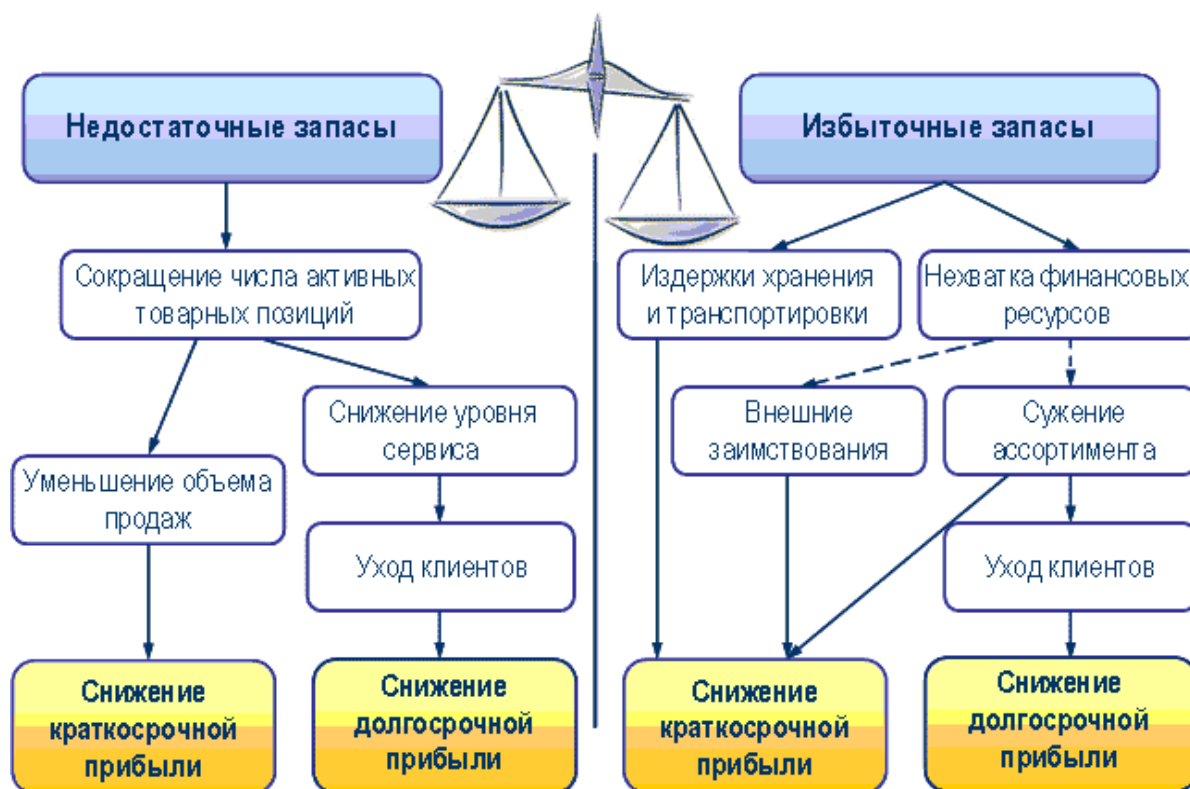 Недостаточные запасы
Избыточные запасы
Сокращение числа активных
товарных позиций
Издержки хранения
и транспортировки
Нехватка финансовых
ресурсов
Снижение уровня
сервиса
Внешние
заимствования
Сужение
ассортимента
Уменьшение объема
продаж
Уход клиентов
Уход клиентов
Снижение
краткосрочной
прибыли
Снижение
долгосрочной
прибыли
Снижение
краткосрочной
прибыли
Снижение
долгосрочной
прибыли